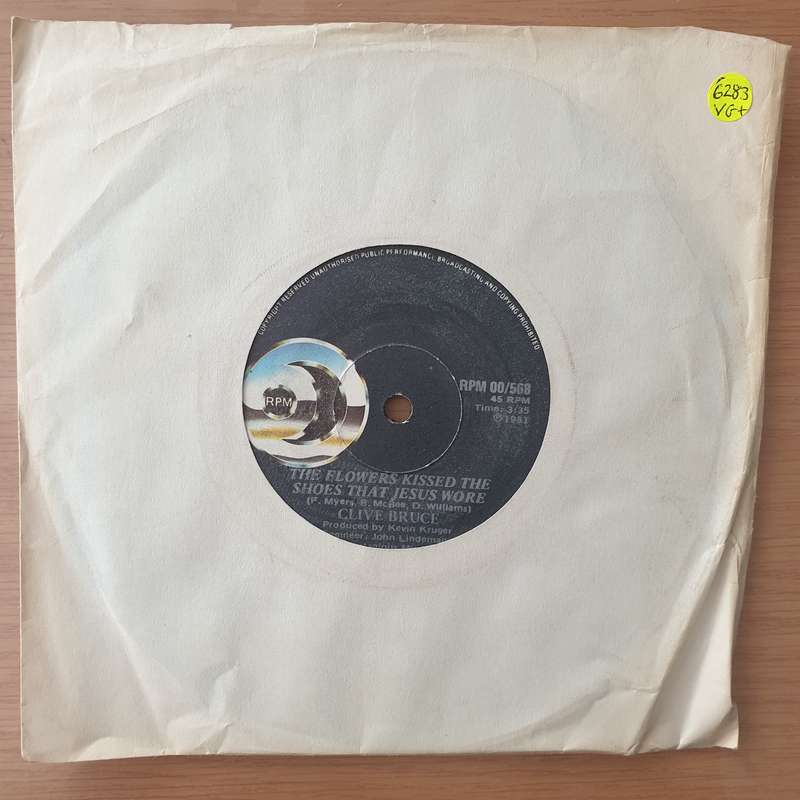 6283
VG+
COPYRIGHT RESERVED UNAUTHORISED PUBLIC PERFORMANCE, BROADCASTING AND COPYING PROHIBITED
RPM
RPM 00/568
45 RPM
Time: 3:35
℗1981
THE FLOWERS KISSED THE
SHOES THAT JESUS WORE
(F. Myers, B. McBee, D. Williams)
CLIVE BRUCE
Produced by Kevin Kruger
John